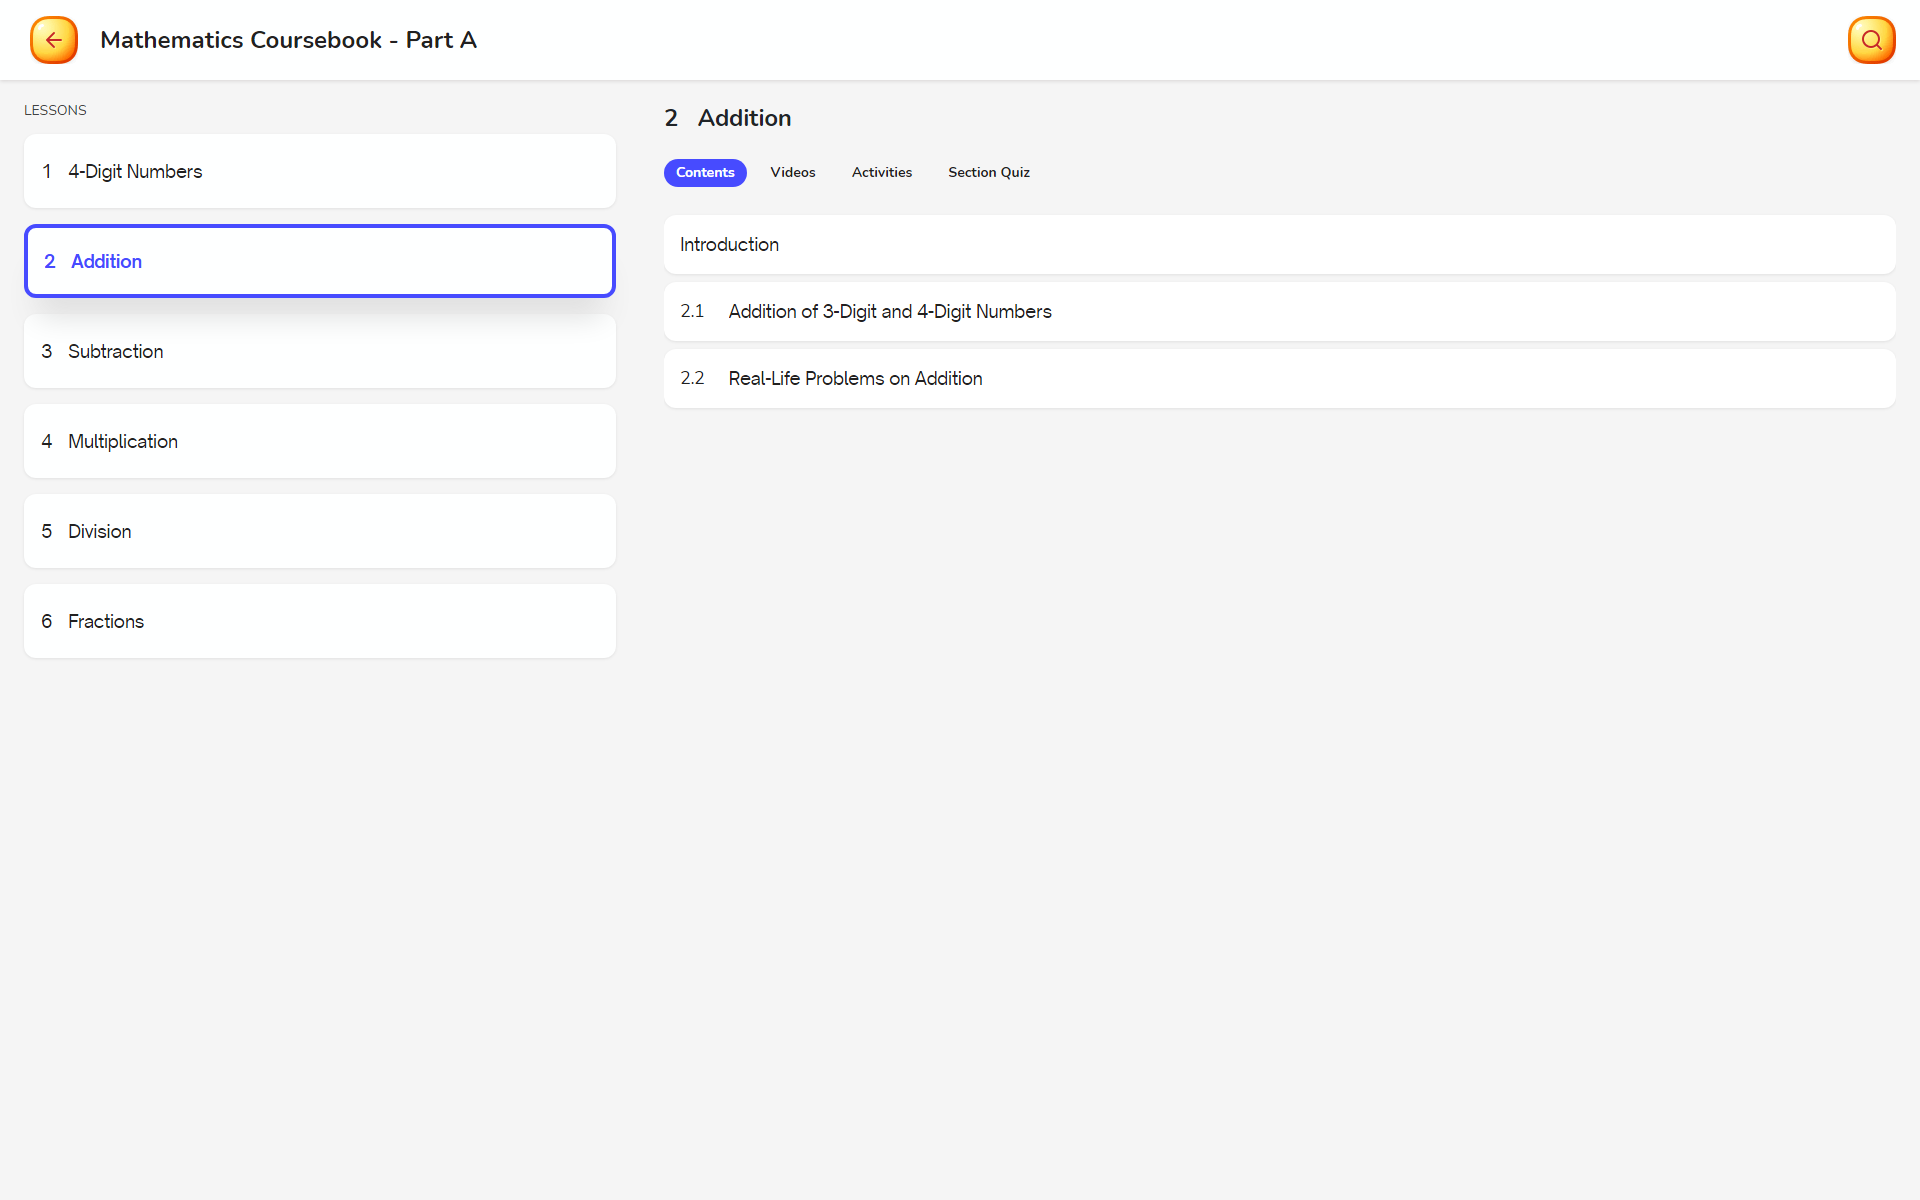 Mathematics Coursebook - Part A
LESSONS
1 4-Digit Numbers
2 Addition
3 Subtraction
4 Multiplication
5 Division
6 Fractions
2 Addition
Contents Videos Activities Section Quiz
Introduction
2.1 Addition of 3-Digit and 4-Digit Numbers
2.2 Real-Life Problems on Addition